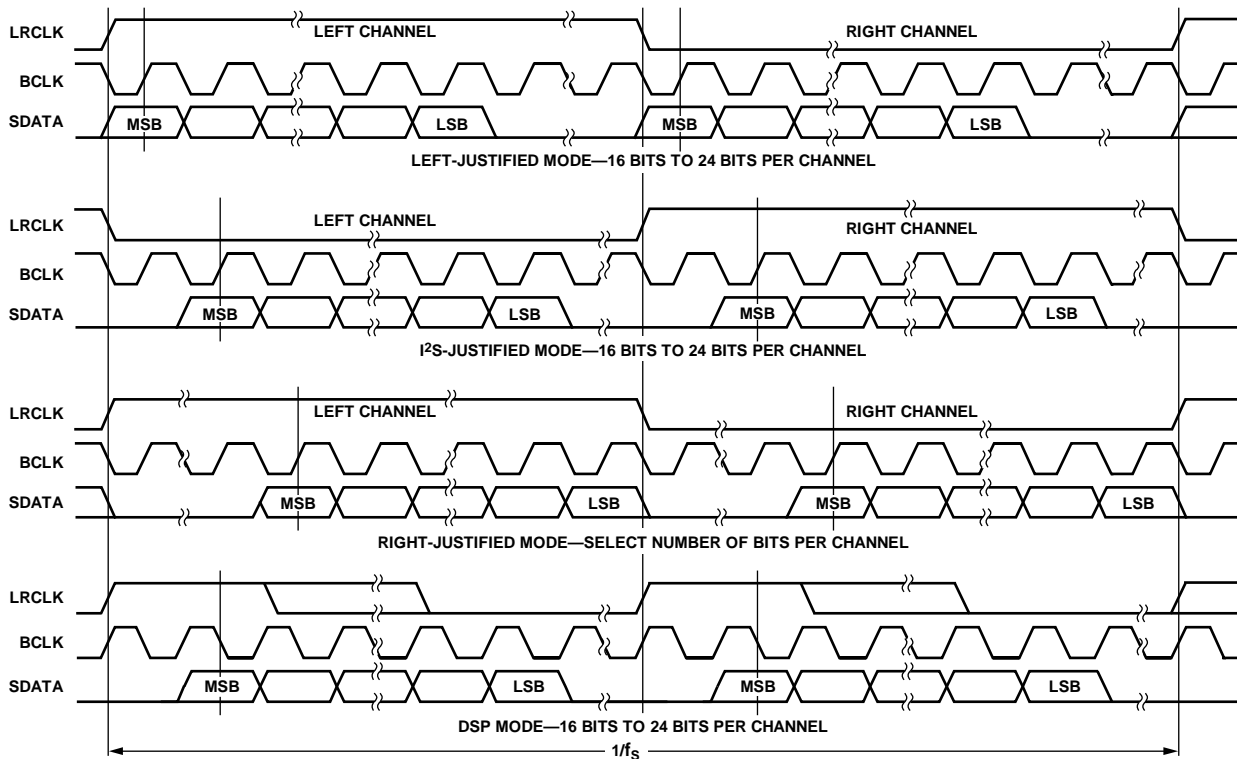 LRCLK LEFT CHANNEL RIGHT CHANNEL
BCLK
SDATA MSB LSB MSB LSB
LEFT-JUSTIFIED MODE—16 BITS TO 24 BITS PER CHANNEL
LRCLK LEFT CHANNEL RIGHT CHANNEL
BCLK
SDATA MSB LSB MSB LSB
I²S-JUSTIFIED MODE—16 BITS TO 24 BITS PER CHANNEL
LRCLK LEFT CHANNEL RIGHT CHANNEL
BCLK
SDATA MSB LSB MSB LSB
RIGHT-JUSTIFIED MODE—SELECT NUMBER OF BITS PER CHANNEL
LRCLK
BCLK
SDATA MSB LSB MSB LSB
DSP MODE—16 BITS TO 24 BITS PER CHANNEL
1/fS